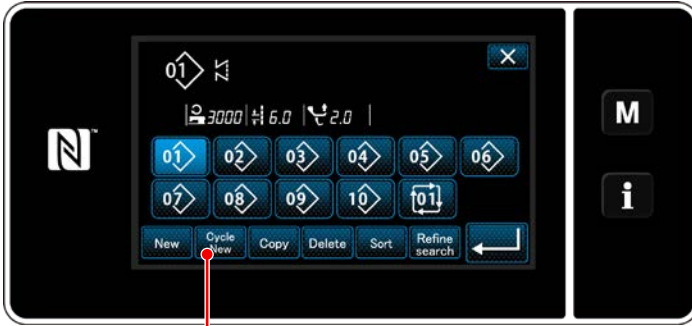 01
3000 6.0 2.0
01 02 03 04 05 06
07 08 09 10 01
New Cycle New Copy Delete Sort Refine search
N
M
i